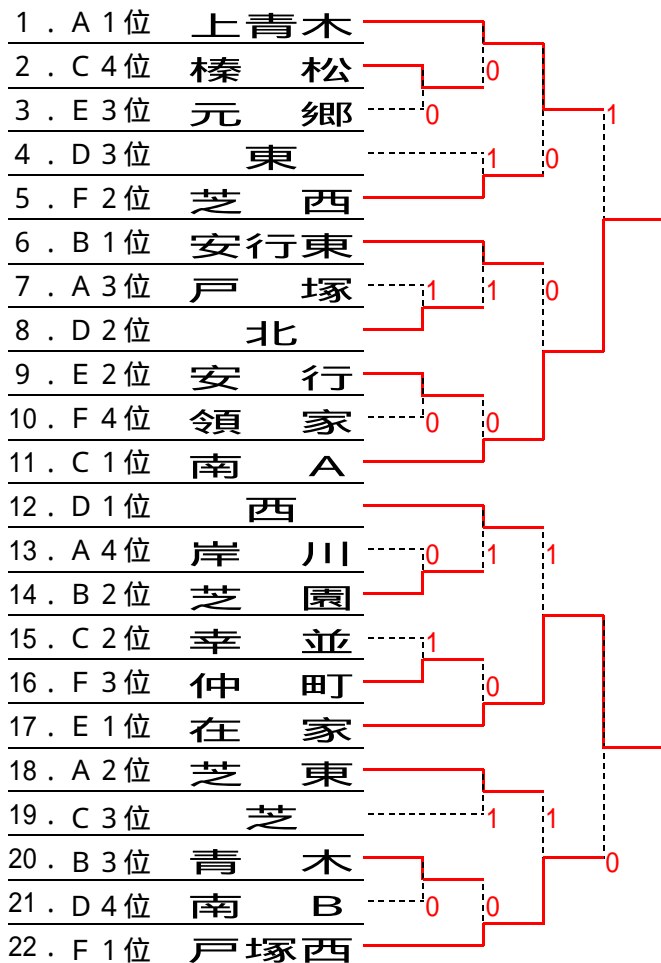 1．A１位 上青木
2．C４位 榛松
0
3．E３位 元郷
0
1
4．D３位 東
1
0
5．F２位 芝西
6．B１位 安行東
7．A３位 戸塚
1
1
0
8．D２位 北
9．E２位 安行
10．F４位 領家
0
0
11．C１位 南A
12．D１位 西
13．A４位 岸川
0
1
1
14．B２位 芝園
15．C２位 幸並
1
16．F３位 仲町
0
17．E１位 在家
18．A２位 芝東
19．C３位 芝
1
1
20．B３位 青木
0
21．D４位 南B
0
0
22．F１位 戸塚西